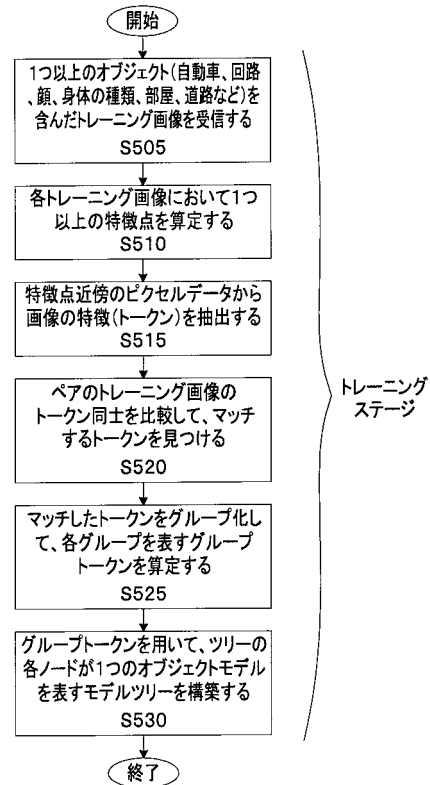 開始
1つ以上のオブジェクト(自動車、回路
、顔、身体の種類、部屋、道路など)を
含んだトレーニング画像を受信する
S505
各トレーニング画像において1つ
以上の特徴点を算定する
S510
特徴点近傍のピクセルデータから
画像の特徴(トークン)を抽出する
S515
ペアのトレーニング画像の
トークン同士を比較して、マッチ
するトークンを見つける
S520
マッチしたトークンをグループ化し
て、各グループを表すグループ
トークンを算定する
S525
グループトークンを用いて、ツリーの
各ノードが1つのオブジェクトモデル
を表すモデルツリーを構築する
S530
終了
トレーニング
ステージ